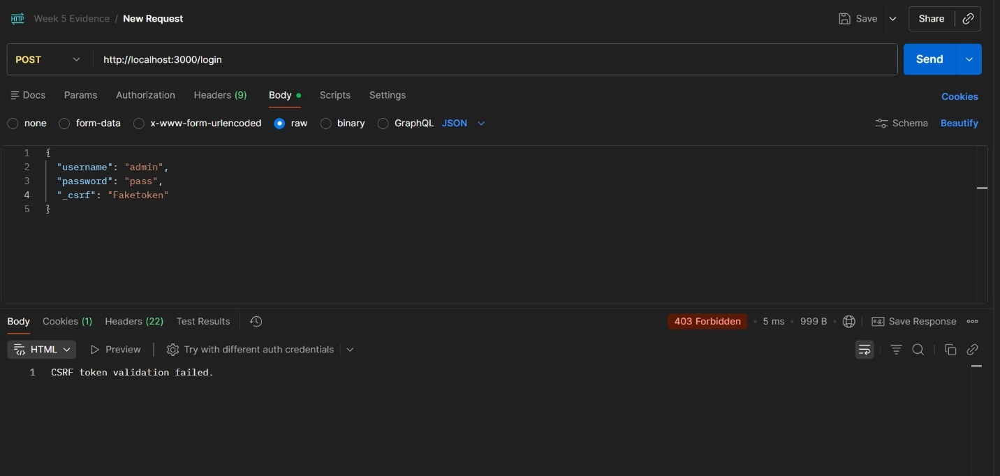 HTTP Week 5 Evidence / New Request Save Share
POST http://localhost:3000/login Send
Docs Params Authorization Headers (9) Body Scripts Settings Cookies
none form-data x-www-form-urlencoded raw binary GraphQL JSON Schema Beautify
1 {
2 "username": "admin",
3 "password": "pass",
4 "_csrf": "Faketoken"
5 }
Body Cookies (1) Headers (22) Test Results 403 Forbidden • 5 ms • 999 B • e.g. Save Response
HTML Preview Try with different auth credentials
1 CSRF token validation failed.